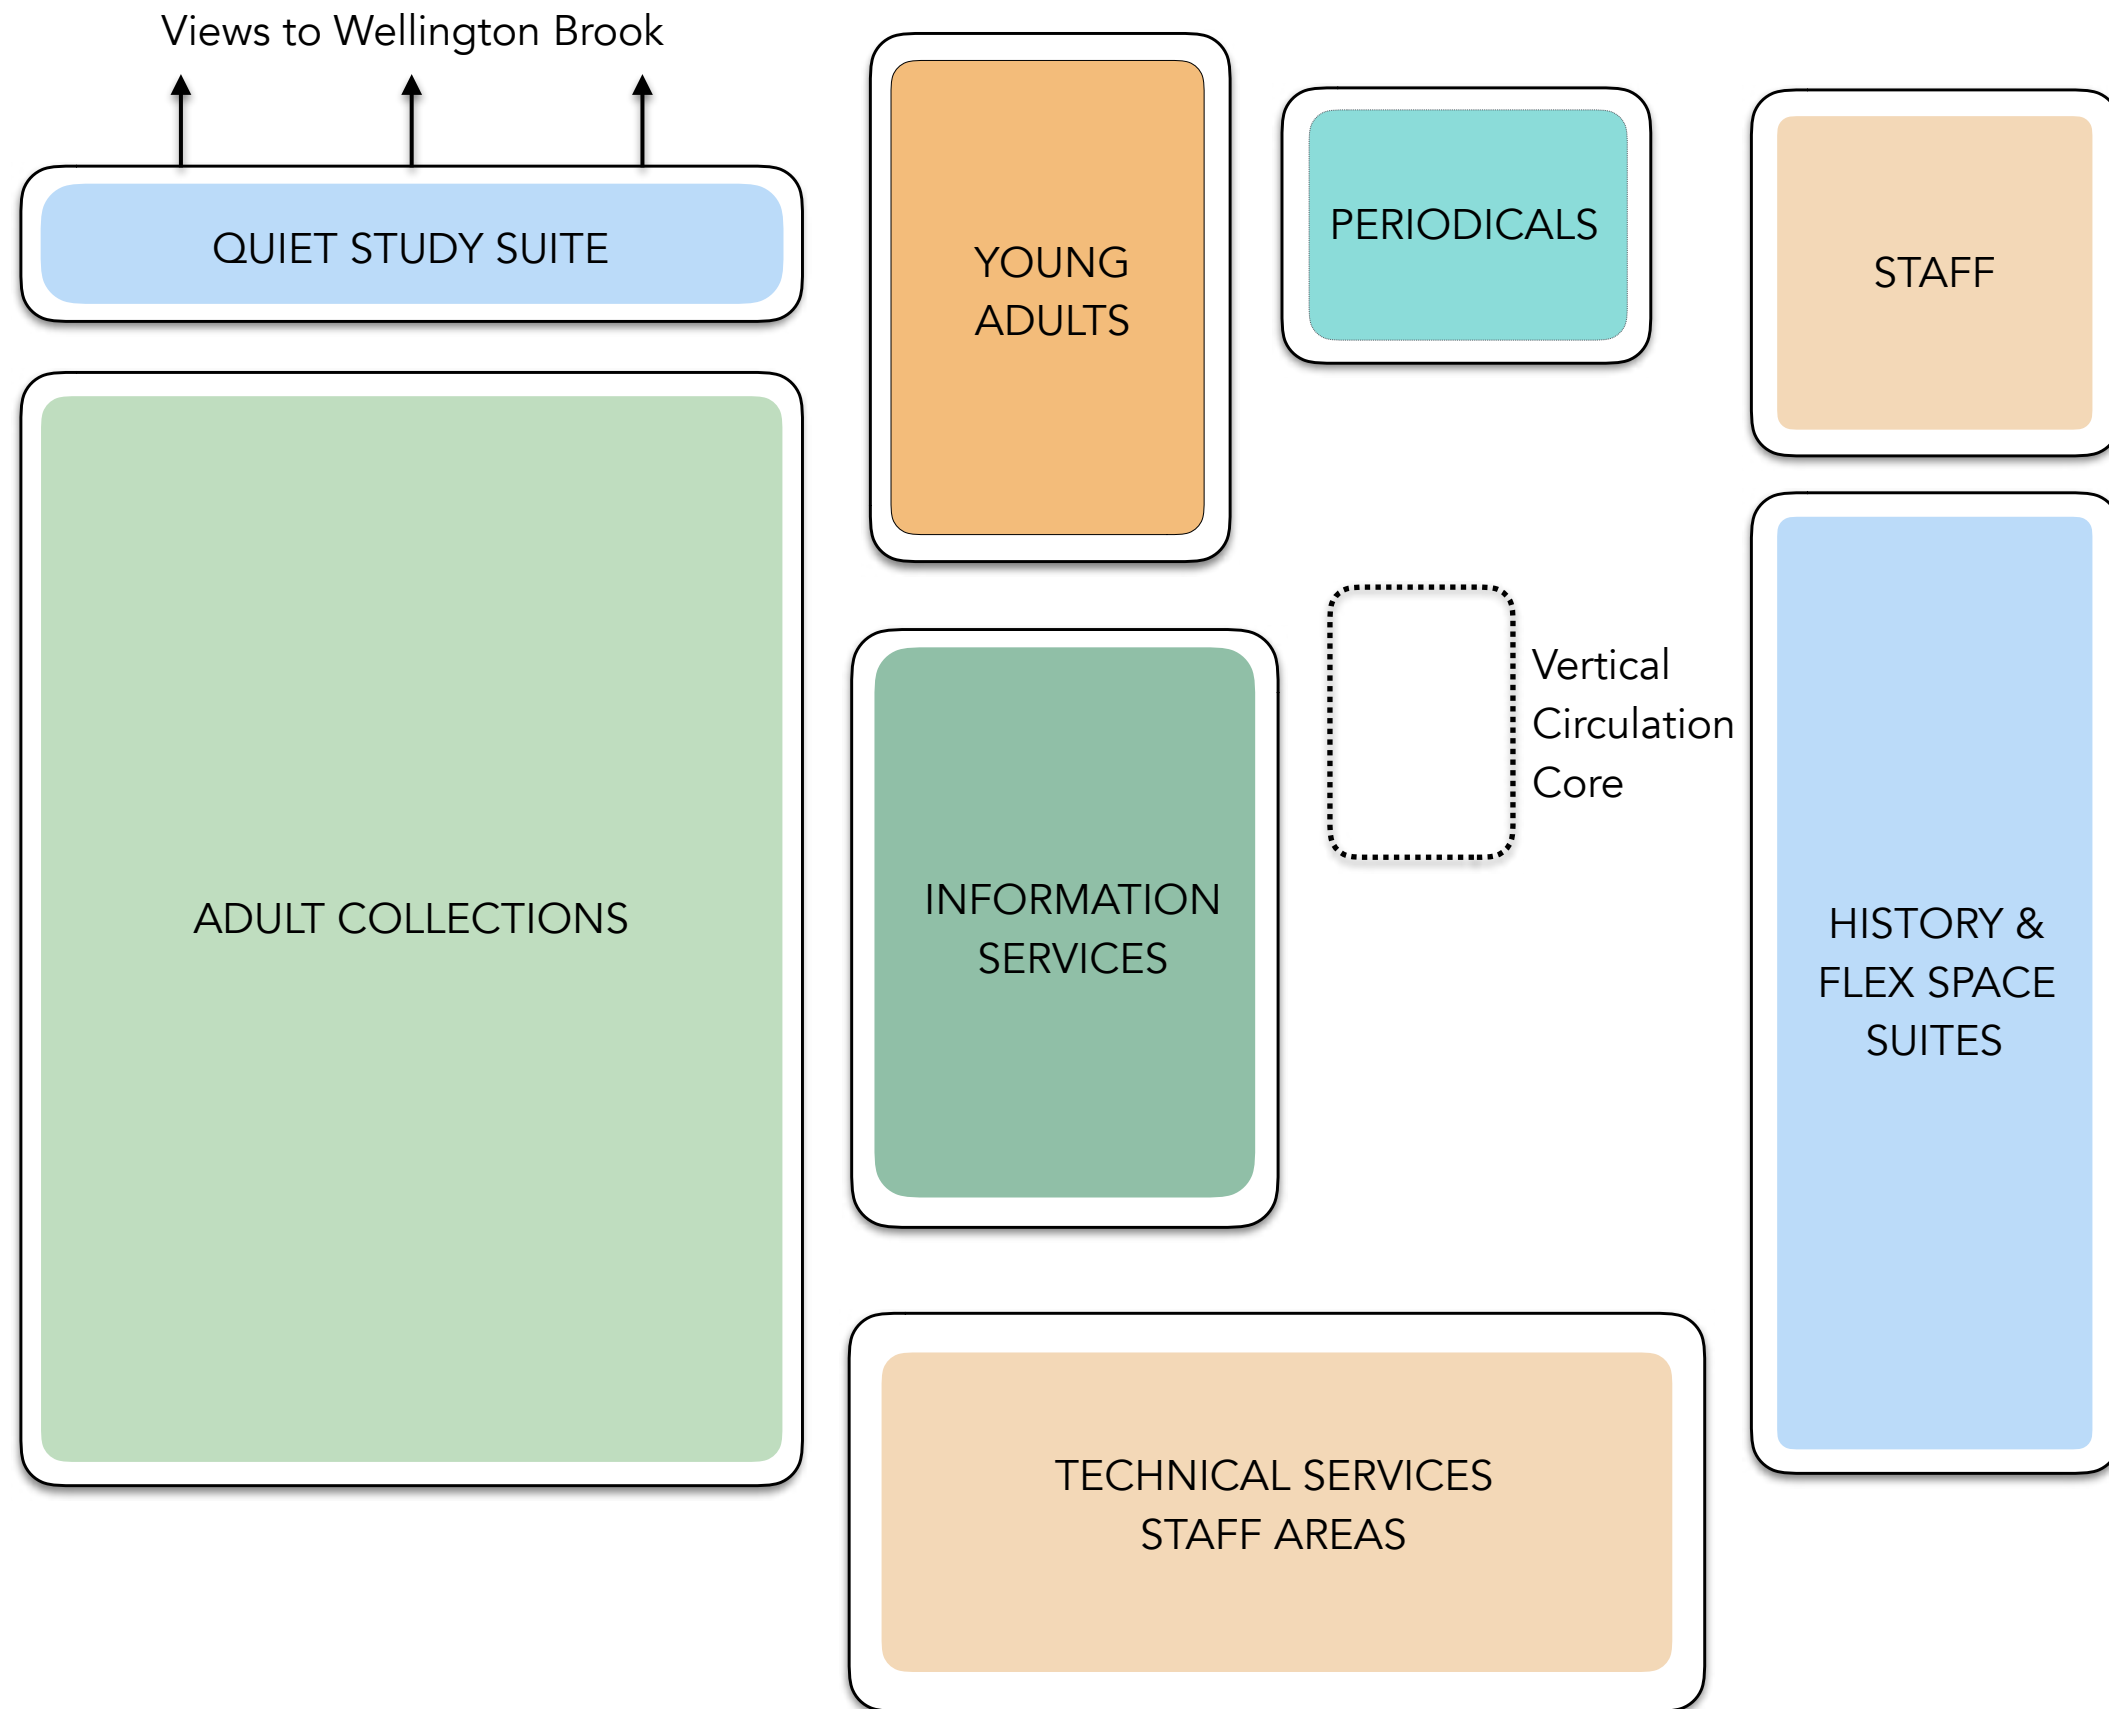 Views to Wellington Brook
QUIET STUDY SUITE
YOUNG
ADULTS
PERIODICALS
STAFF
ADULT COLLECTIONS
INFORMATION
SERVICES
Vertical
Circulation
Core
HISTORY &
FLEX SPACE
SUITES
TECHNICAL SERVICES
STAFF AREAS